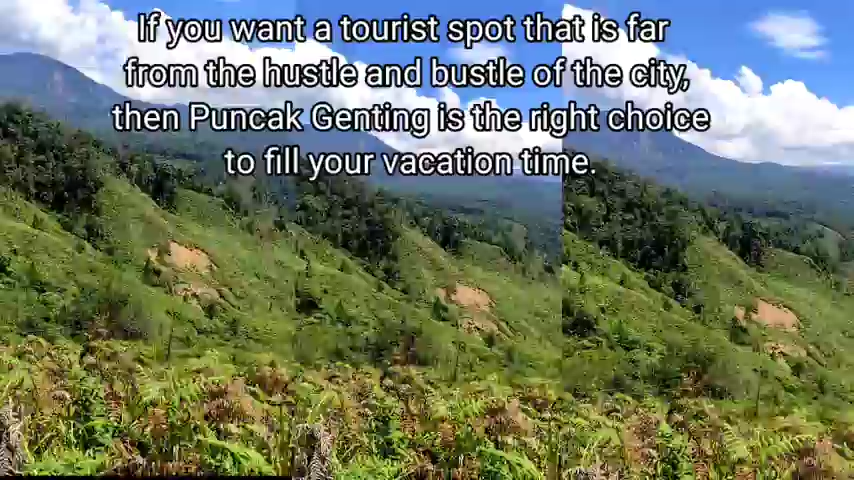 If you want a tourist spot that is far
from the hustle and bustle of the city,
then Puncak Genting is the right choice
to fill your vacation time.